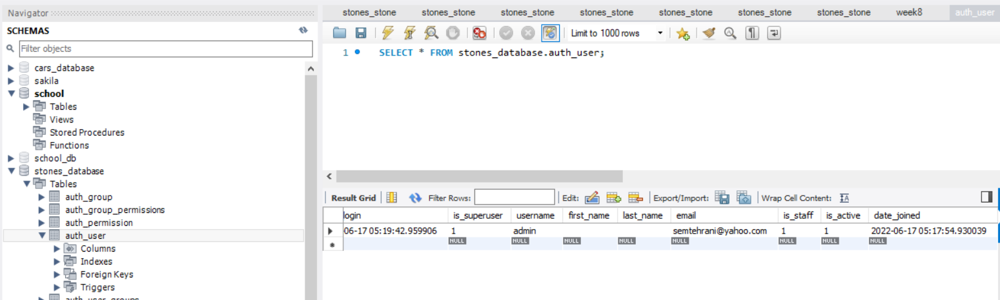 Navigator
stones_stone stones_stone stones_stone stones_stone stones_stone stones_stone stones_stone week8 auth_user
SCHEMAS
Limit to 1000 rows
Filter objects
1 SELECT * FROM stones_database.auth_user;
cars_database
sakila
school
Tables
Views
Stored Procedures
Functions
school_db
stones_database
Tables
auth_group
auth_group_permissions
auth_permission
auth_user
Columns
Indexes
Foreign Keys
Triggers
auth_user_groups
Result Grid Filter Rows: Edit: Export/Import: Wrap Cell Content: IA
login is_superuser username first_name last_name email is_staff is_active date_joined
06-17 05:19:42.959906 1 admin semtehrani@yahoo.com 1 1 2022-06-17 05:17:54.930039
NULL NULL NULL NULL NULL NULL NULL NULL